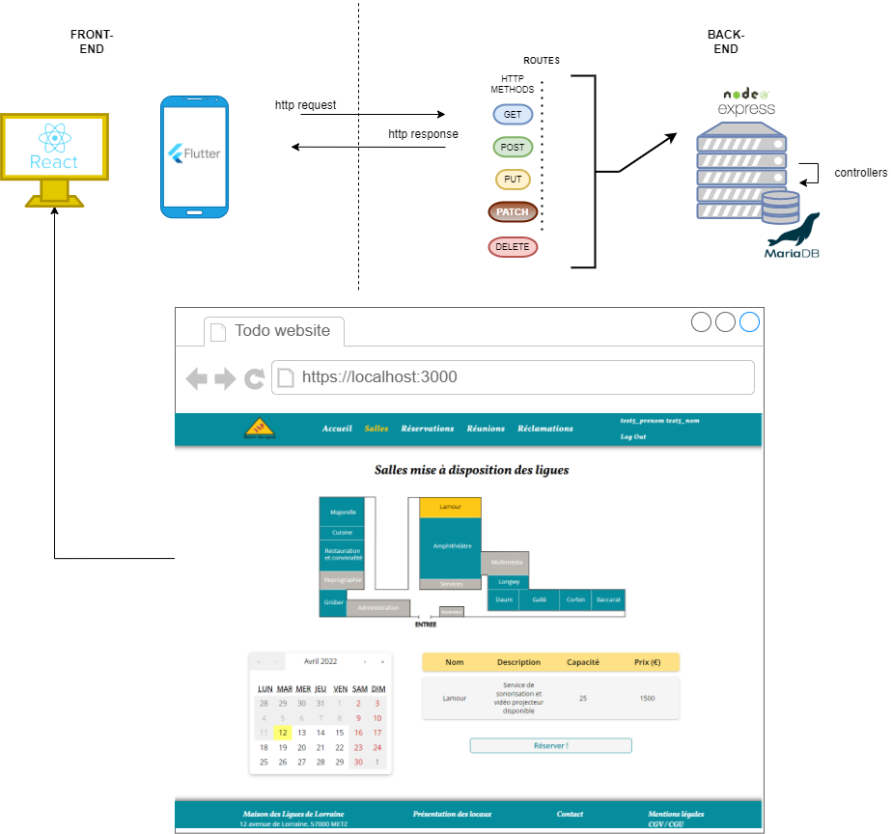 FRONT-
END
BACK-
END
ROUTES
HTTP
METHODS
http request
http response
GET
POST
PUT
PATCH
DELETE
React
Flutter
node
express
controllers
MariaDB
Todo website
https://localhost:3000
Accueil Salles Réservations Réunions Réclamations
test5_prenom test5_nom
Log Out
Salles mise à disposition des ligues
Majorelle
Cuisine
Restauration
et convivialité
Reprographie
Grüber
Administration
Lamour
Amphithéâtre
Services
Multimédia
Longwy
Daum Gallé Corbin Baccarat
ENTREE
« ‹ Avril 2022 › »
LUN MAR MER JEU VEN SAM DIM
28 29 30 31 1 2 3
4 5 6 7 8 9 10
11 12 13 14 15 16 17
18 19 20 21 22 23 24
25 26 27 28 29 30 1
Nom Description Capacité Prix (€)
Lamour
Service de
sonorisation et
vidéo projecteur
disponible
25
1500
Réserver !
Maison des Ligues de Lorraine
12 avenue de Lorraine, 57000 METZ
Présentation des locaux
Contact
Mentions légales
CGV / CGU